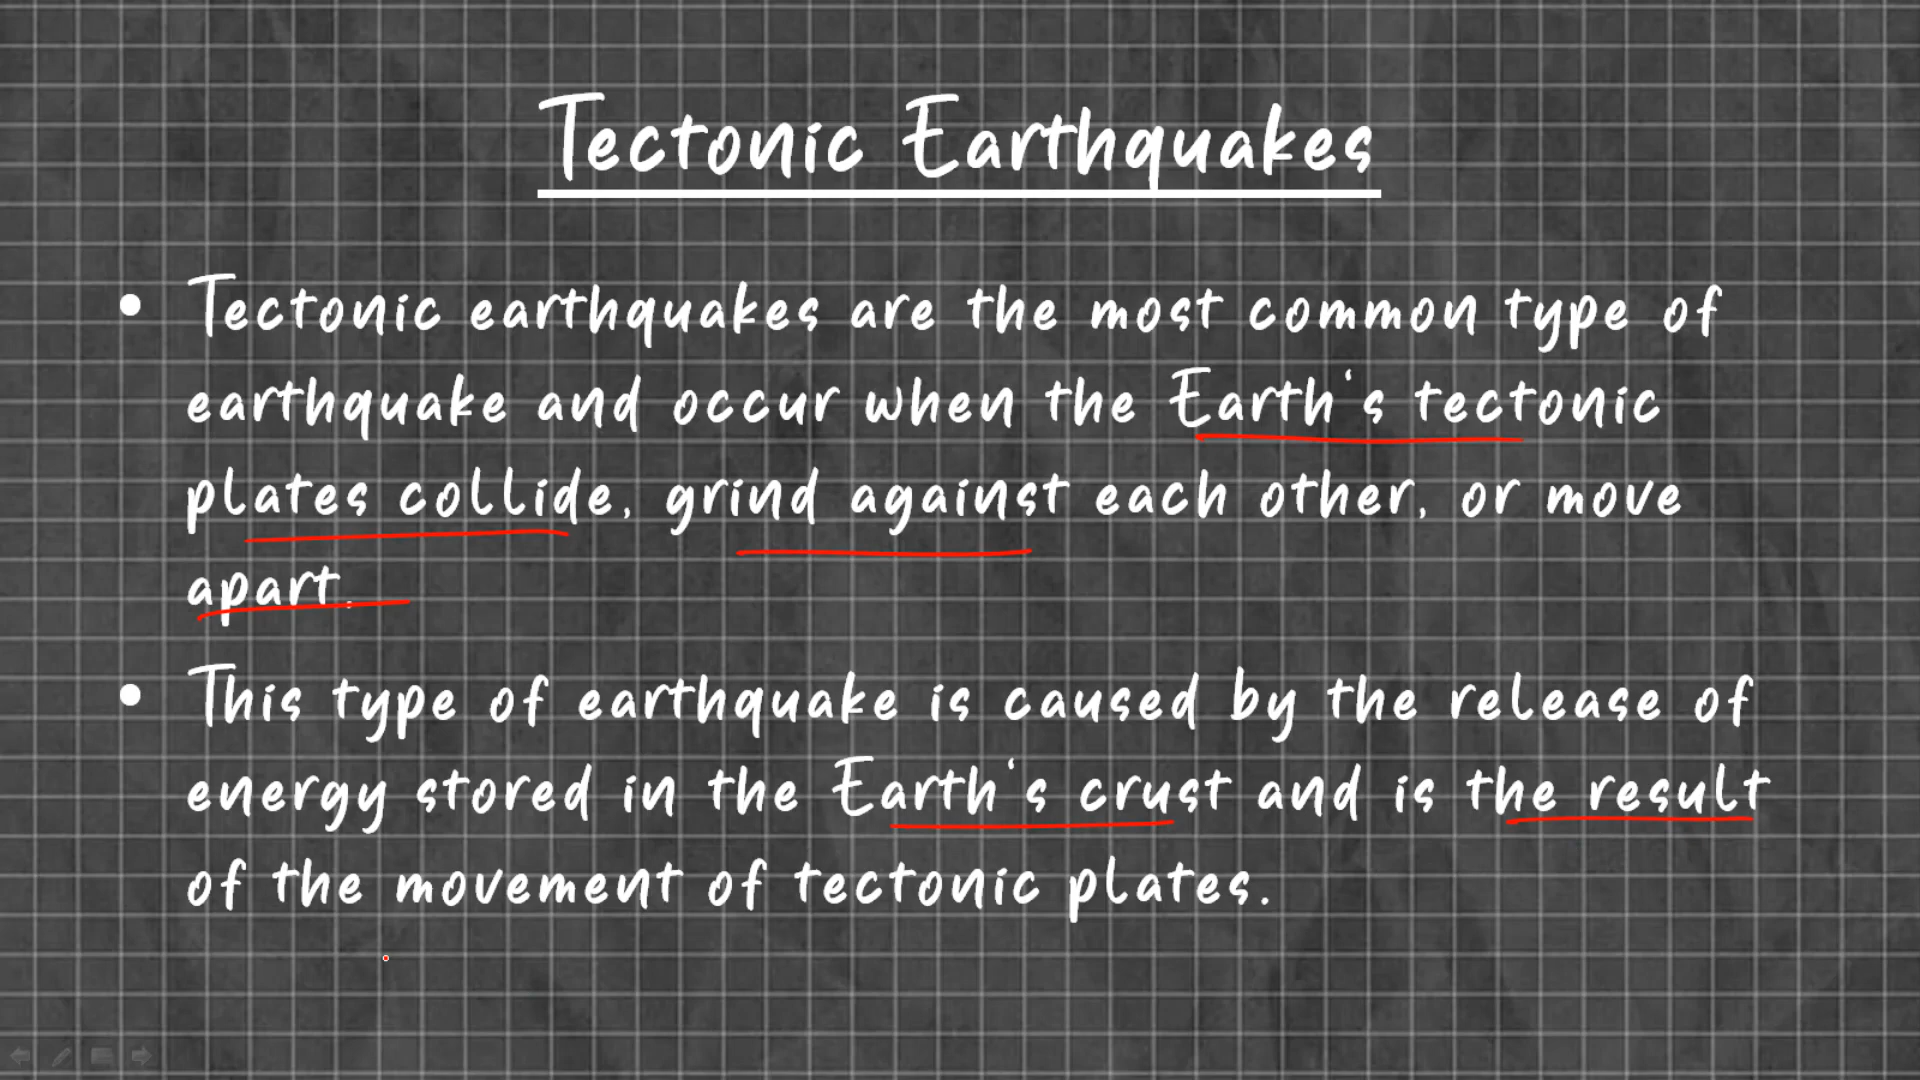 Tectonic Earthquakes
• Tectonic earthquakes are the most common type of
earthquake and occur when the Earth's tectonic
plates collide, grind against each other, or move
apart.
• This type of earthquake is caused by the release of
energy stored in the Earth's crust and is the result
of the movement of tectonic plates.